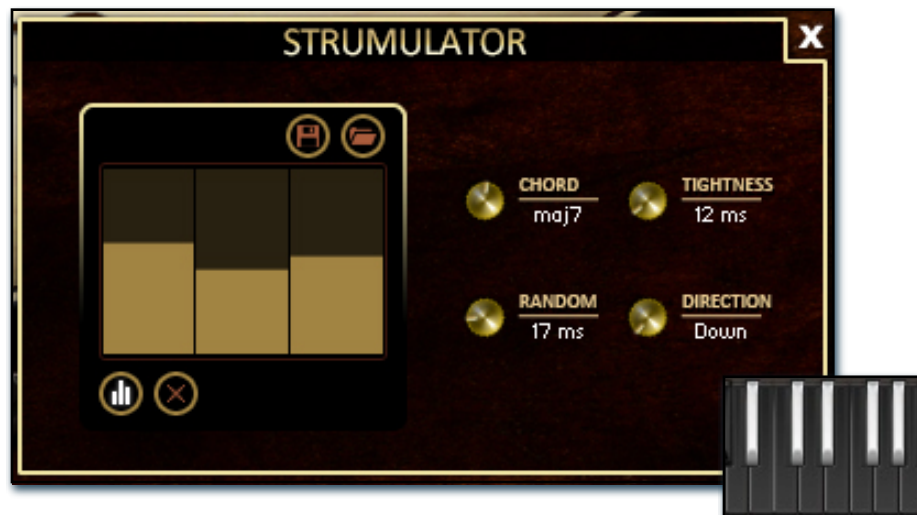 STRUMULATOR
X
CHORD
maj7
TIGHTNESS
12 ms
RANDOM
17 ms
DIRECTION
Down